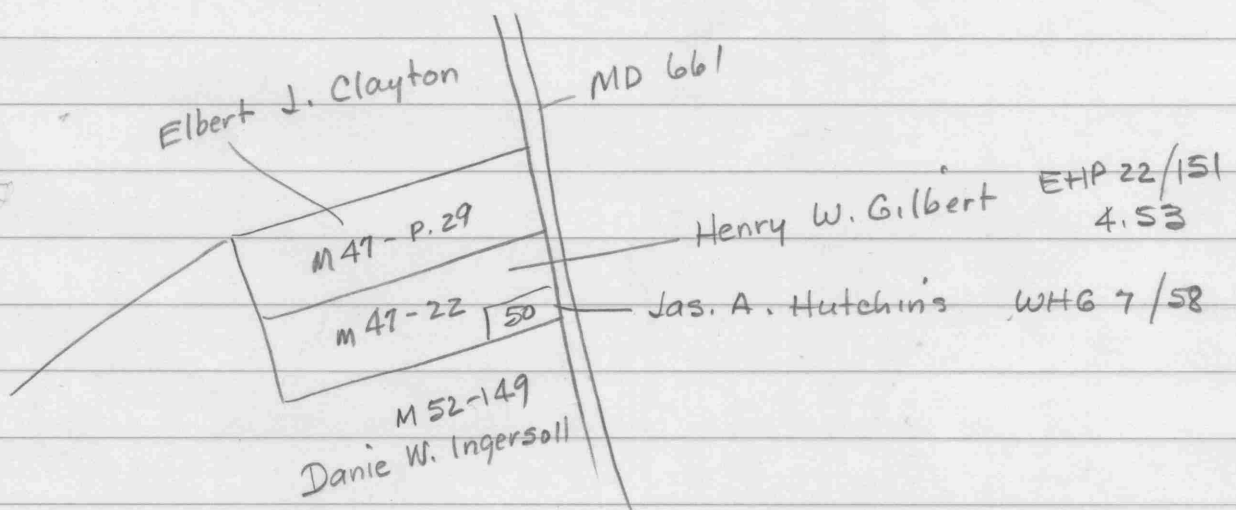 Elbert J. Clayton
MD 661
M 47 - P. 29
Henry W. Gilbert EHP 22/151
4.53
M 47-22
50
Jas. A. Hutchins WHG 7/58
M 52-149
Danie W. Ingersoll